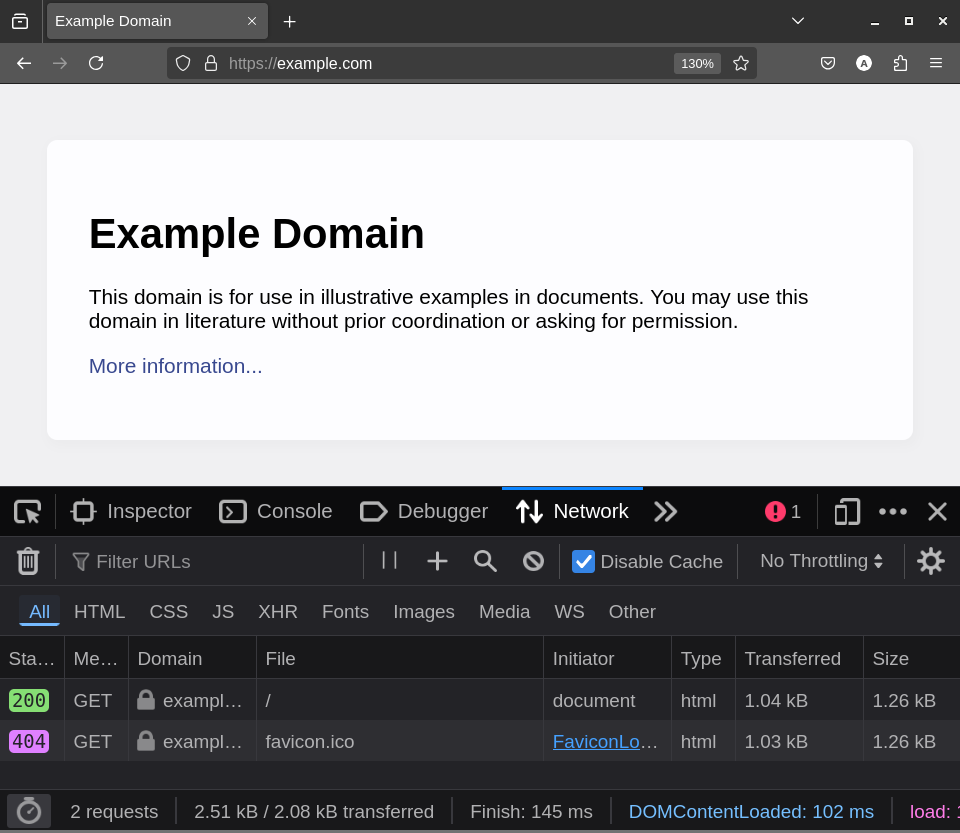 Example Domain
https://example.com 130% A
Example Domain
This domain is for use in illustrative examples in documents. You may use this
domain in literature without prior coordination or asking for permission.
More information...
Inspector Console Debugger Network 1
Filter URLs Disable Cache No Throttling
All HTML CSS JS XHR Fonts Images Media WS Other
Sta… Me… Domain File Initiator Type Transferred Size
200 GET exampl… / document html 1.04 kB 1.26 kB
404 GET exampl… favicon.ico FaviconLo… html 1.03 kB 1.26 kB
2 requests 2.51 kB / 2.08 kB transferred Finish: 145 ms DOMContentLoaded: 102 ms load: